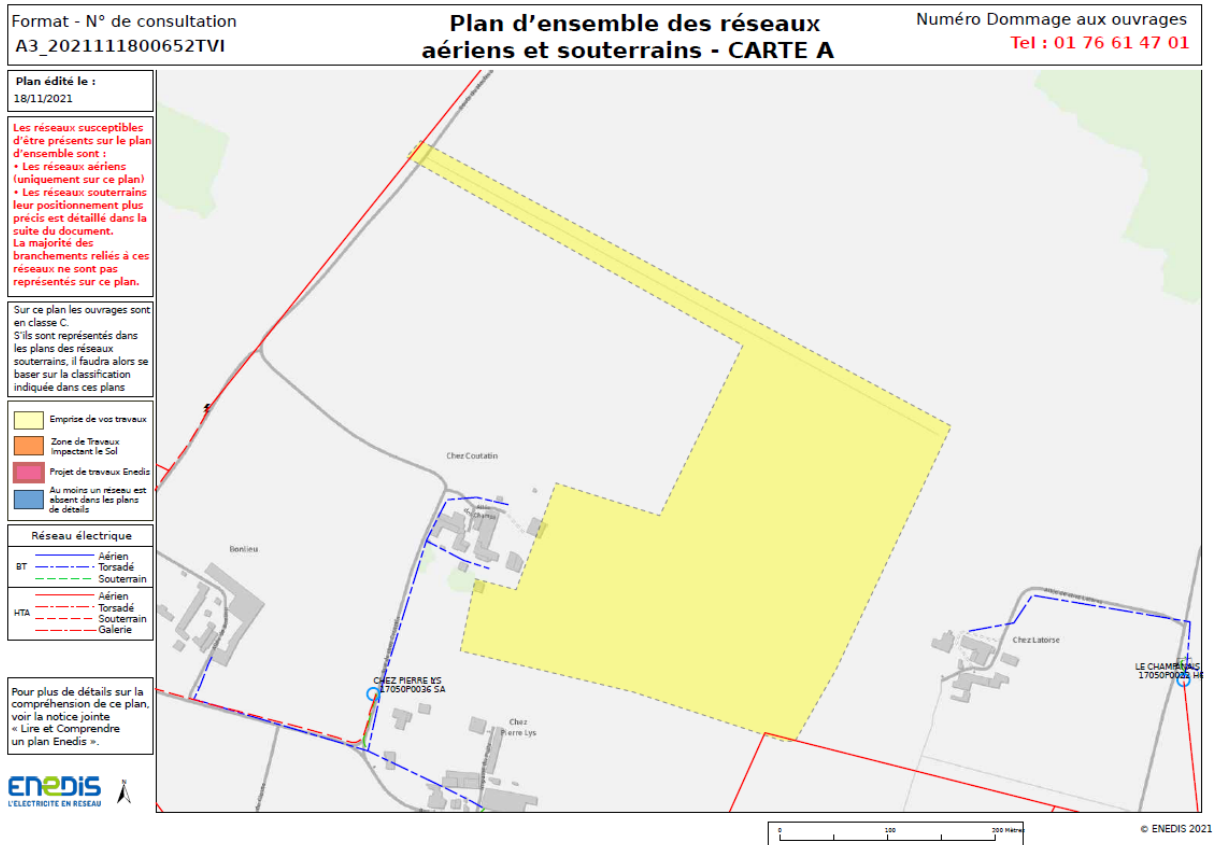 Format - N° de consultation
A3_2021111800652TVI
Plan d’ensemble des réseaux
aériens et souterrains - CARTE A
Numéro Dommage aux ouvrages
Tel : 01 76 61 47 01
Plan édité le :
18/11/2021
Les réseaux susceptibles
d’être présents sur le plan
d’ensemble sont :
• Les réseaux aériens
(uniquement sur ce plan)
• Les réseaux souterrains
leur positionnement plus
précis est détaillé dans la
suite du document.
La majorité des
branchements reliés à ces
réseaux ne sont pas
représentés sur ce plan.
Sur ce plan les ouvrages sont
en classe C.
S’ils sont représentés dans
les plans des réseaux
souterrains, il faudra alors se
baser sur la classification
indiquée dans ces plans
Emprise de vos travaux
Zone de Travaux
Impactant le Sol
Projet de travaux Enedis
Au moins un réseau est
absent dans les plans
de détails
Réseau électrique
BT
Aérien
Torsadé
Souterrain
HTA
Aérien
Torsadé
Souterrain
Galerie
Pour plus de détails sur la
compréhension de ce plan,
voir la notice jointe
« Lire et Comprendre
un plan Enedis ».
ENEDIS
L’ELECTRICITE EN RESEAU
N
Chez Coutatin
Bonlieu
CHEZ PIERRE LYS
17050P0036 SA
Chez
Pierre Lys
Chez Latorse
LE CHAMPANAIS
0 100 200 Mètres
© ENEDIS 2021